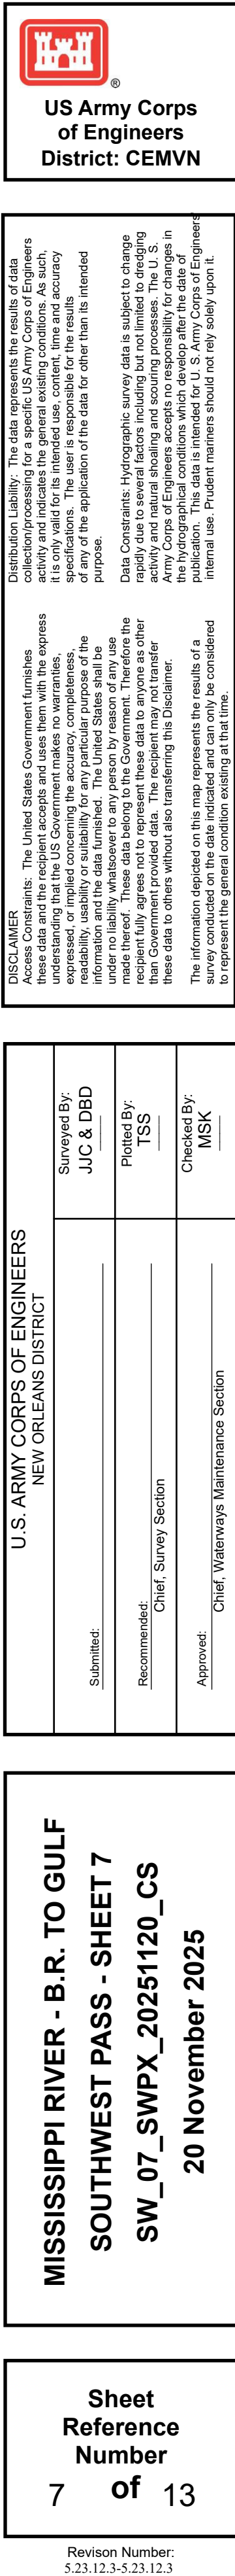 ®
US Army Corps
of Engineers
District: CEMVN
DISCLAIMER
Access Constraints: The United States Government furnishes
these data and the recipient accepts and uses them with the express
understanding that the US Government makes no warranties,
expressed, or implied concerning the accuracy, completeness,
readability, usability or suitability for any particular purpose of the
information and the data furnished. The United States shall be
under no liability whatsoever to any person by reason of any use
made thereof. These data belong to the Government. Therefore the
recipient fully agrees not to represent these data to anyone as other
than Government provided data. The recipient may not transfer
these data to others without also transferring this Disclaimer.
The information depicted on this map represents the results of a
survey conducted on the date indicated and can only be considered
to represent the general condition existing at that time.
Distribution Liability: The data represents the results of data
collection/processing for a specific US Army Corps of Engineers
activity and indicates the general existing conditions. As such,
it is only valid for its intended use, content, time and accuracy
specifications. The user is responsible for the results
of any of the application of the data for other than its intended
purpose.
Data Constraints: Hydrographic survey data is subject to change
rapidly due to several factors including but not limited to dredging
activity and natural shoaling and scouring processes. The U. S.
Army Corps of Engineers accepts no responsibility for changes in
the hydrographical conditions which develop after the date of
publication. This data is intended for U. S. Army Corps of Engineers'
internal use. Prudent mariners should not rely solely upon it.
U.S. ARMY CORPS OF ENGINEERS
NEW ORLEANS DISTRICT
Submitted:
Surveyed By:
JJC & DBD
Recommended:
Chief, Survey Section
Plotted By:
TSS
Approved:
Chief, Waterways Maintenance Section
Checked By:
MSK
MISSISSIPPI RIVER - B.R. TO GULF
SOUTHWEST PASS - SHEET 7
SW_07_SWPX_20251120_CS
20 November 2025
Sheet
Reference
Number
7 of 13
Revison Number:
5.23.12.3-5.23.12.3